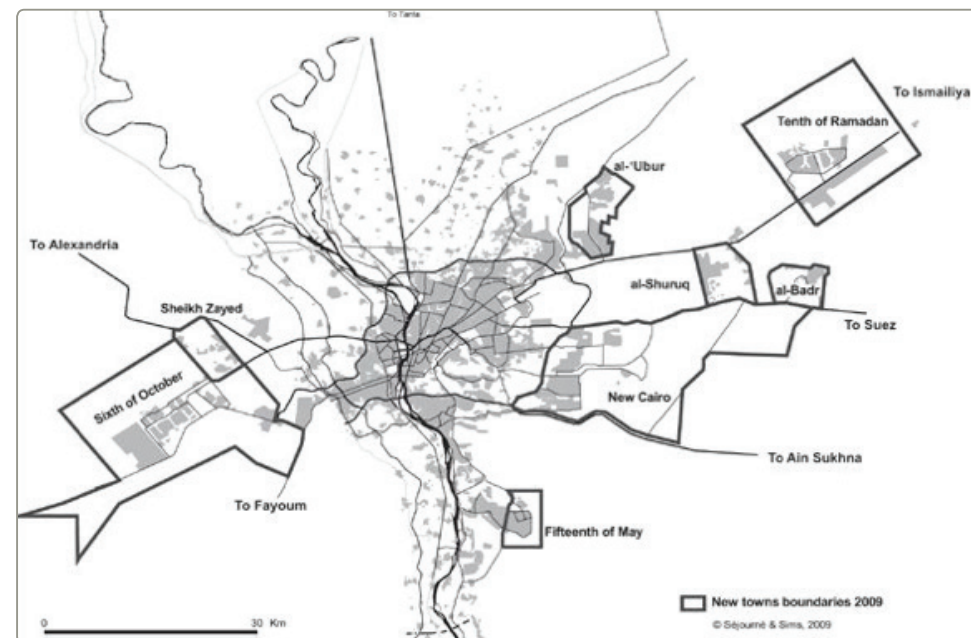 To Tanta
To Ismailiya
Tenth of Ramadan
al-'Ubur
To Alexandria
al-Shuruq
al-Badr
Sheikh Zayed
To Suez
Sixth of October
New Cairo
To Ain Sukhna
To Fayoum
Fifteenth of May
New towns boundaries 2009
© Séjourné & Sims, 2009
0 30 Km